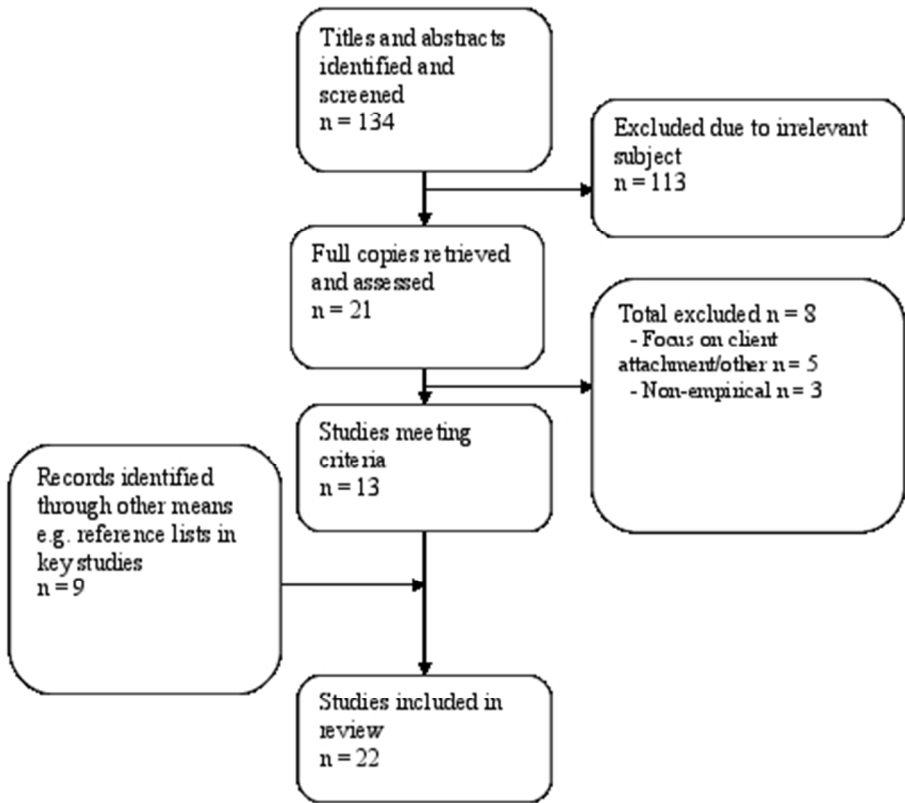 Titles and abstracts
identified and
screened
n = 134
Excluded due to irrelevant
subject
n = 113
Full copies retrieved
and assessed
n = 21
Total excluded n = 8
- Focus on client
attachment/other n = 5
- Non-empirical n = 3
Studies meeting
criteria
n = 13
Records identified
through other means
e.g. reference lists in
key studies
n = 9
Studies included in
review
n = 22